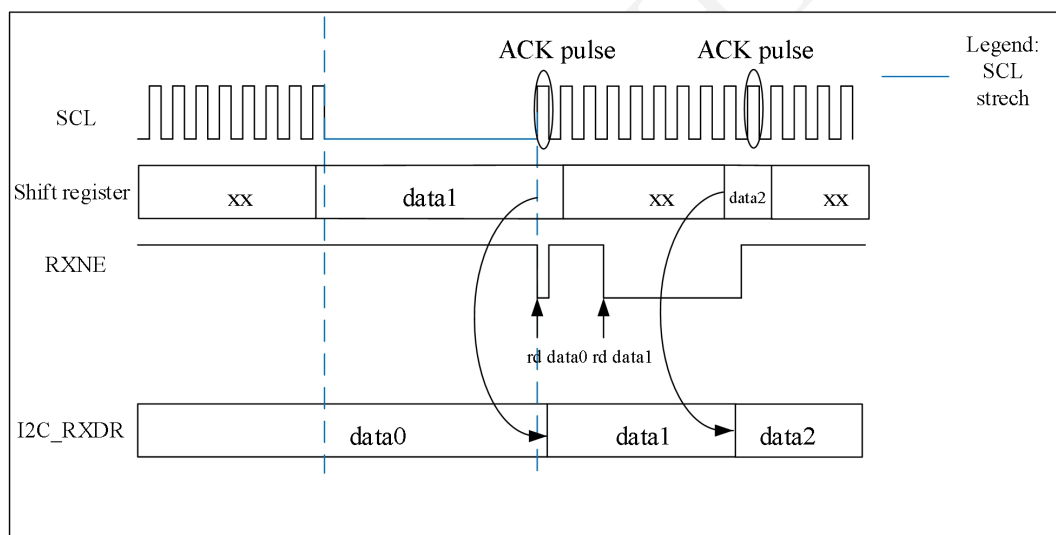 ACK pulse
ACK pulse
Legend:
SCL
strech
SCL
Shift register
xx
data1
xx
data2
xx
RXNE
rd data0
rd data1
I2C_RXDR
data0
data1
data2